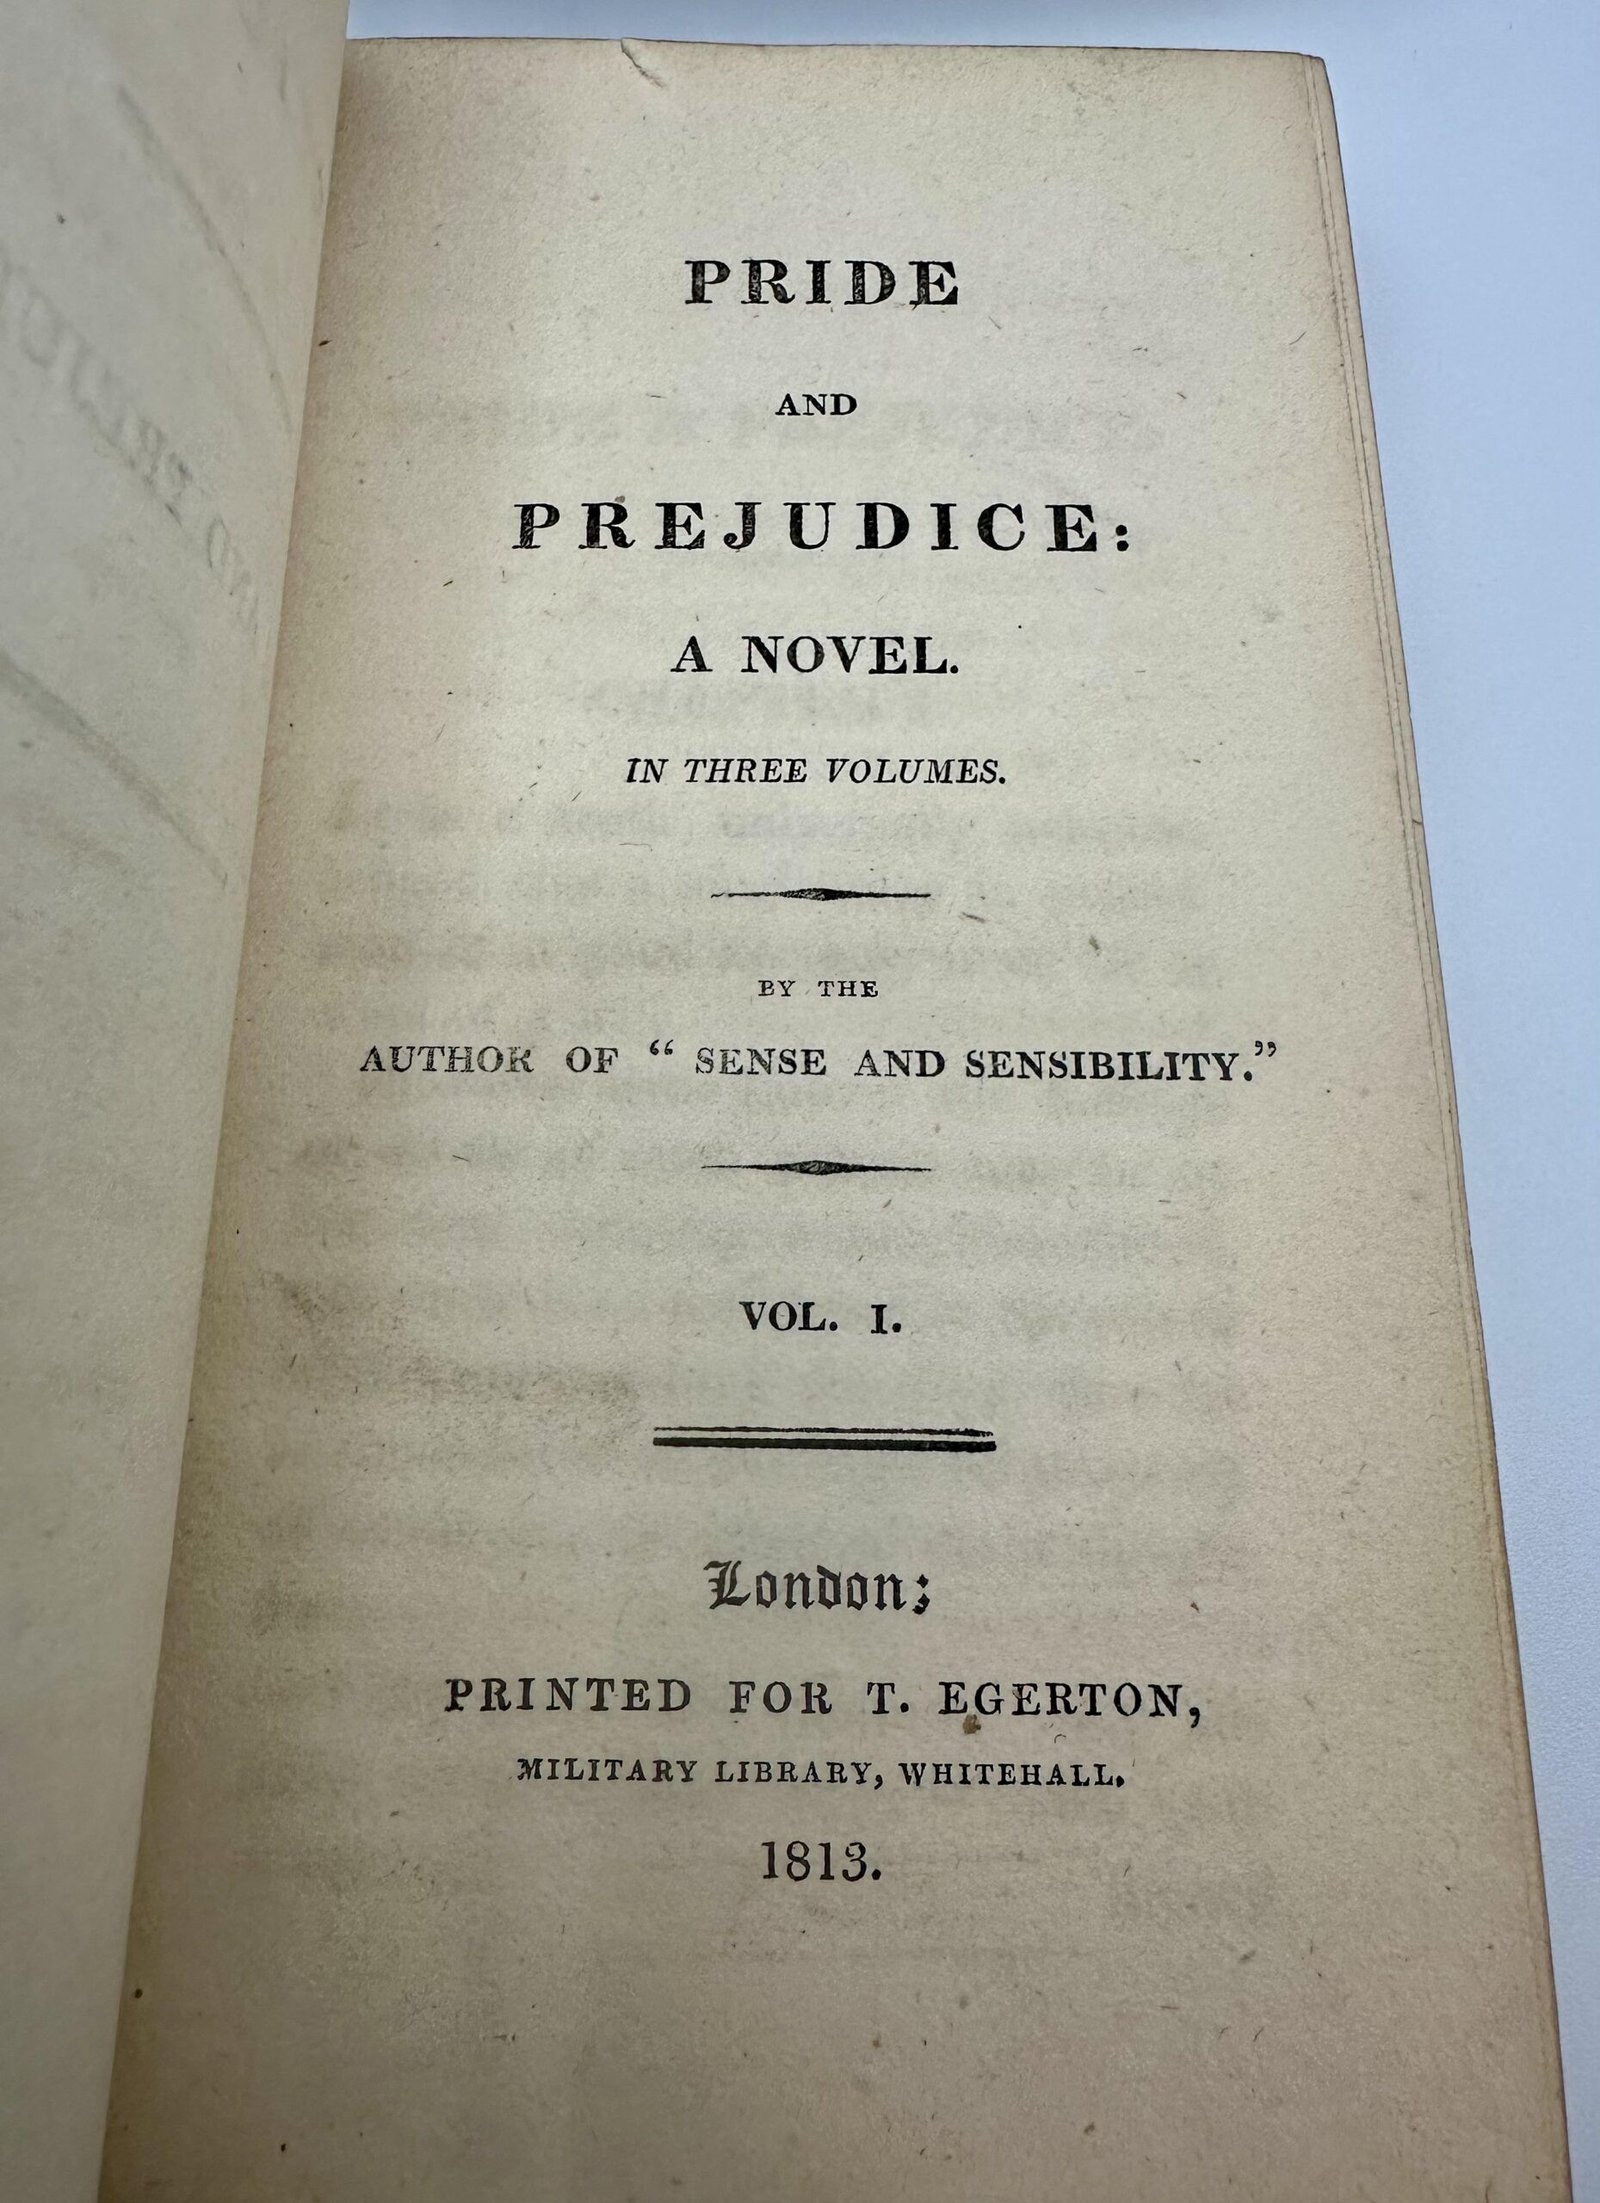 PRIDE
AND
PREJUDICE:
A NOVEL.
IN THREE VOLUMES.
BY THE
AUTHOR OF “ SENSE AND SENSIBILITY.”
VOL. I.
London:
PRINTED FOR T. EGERTON,
MILITARY LIBRARY, WHITEHALL.
1813.